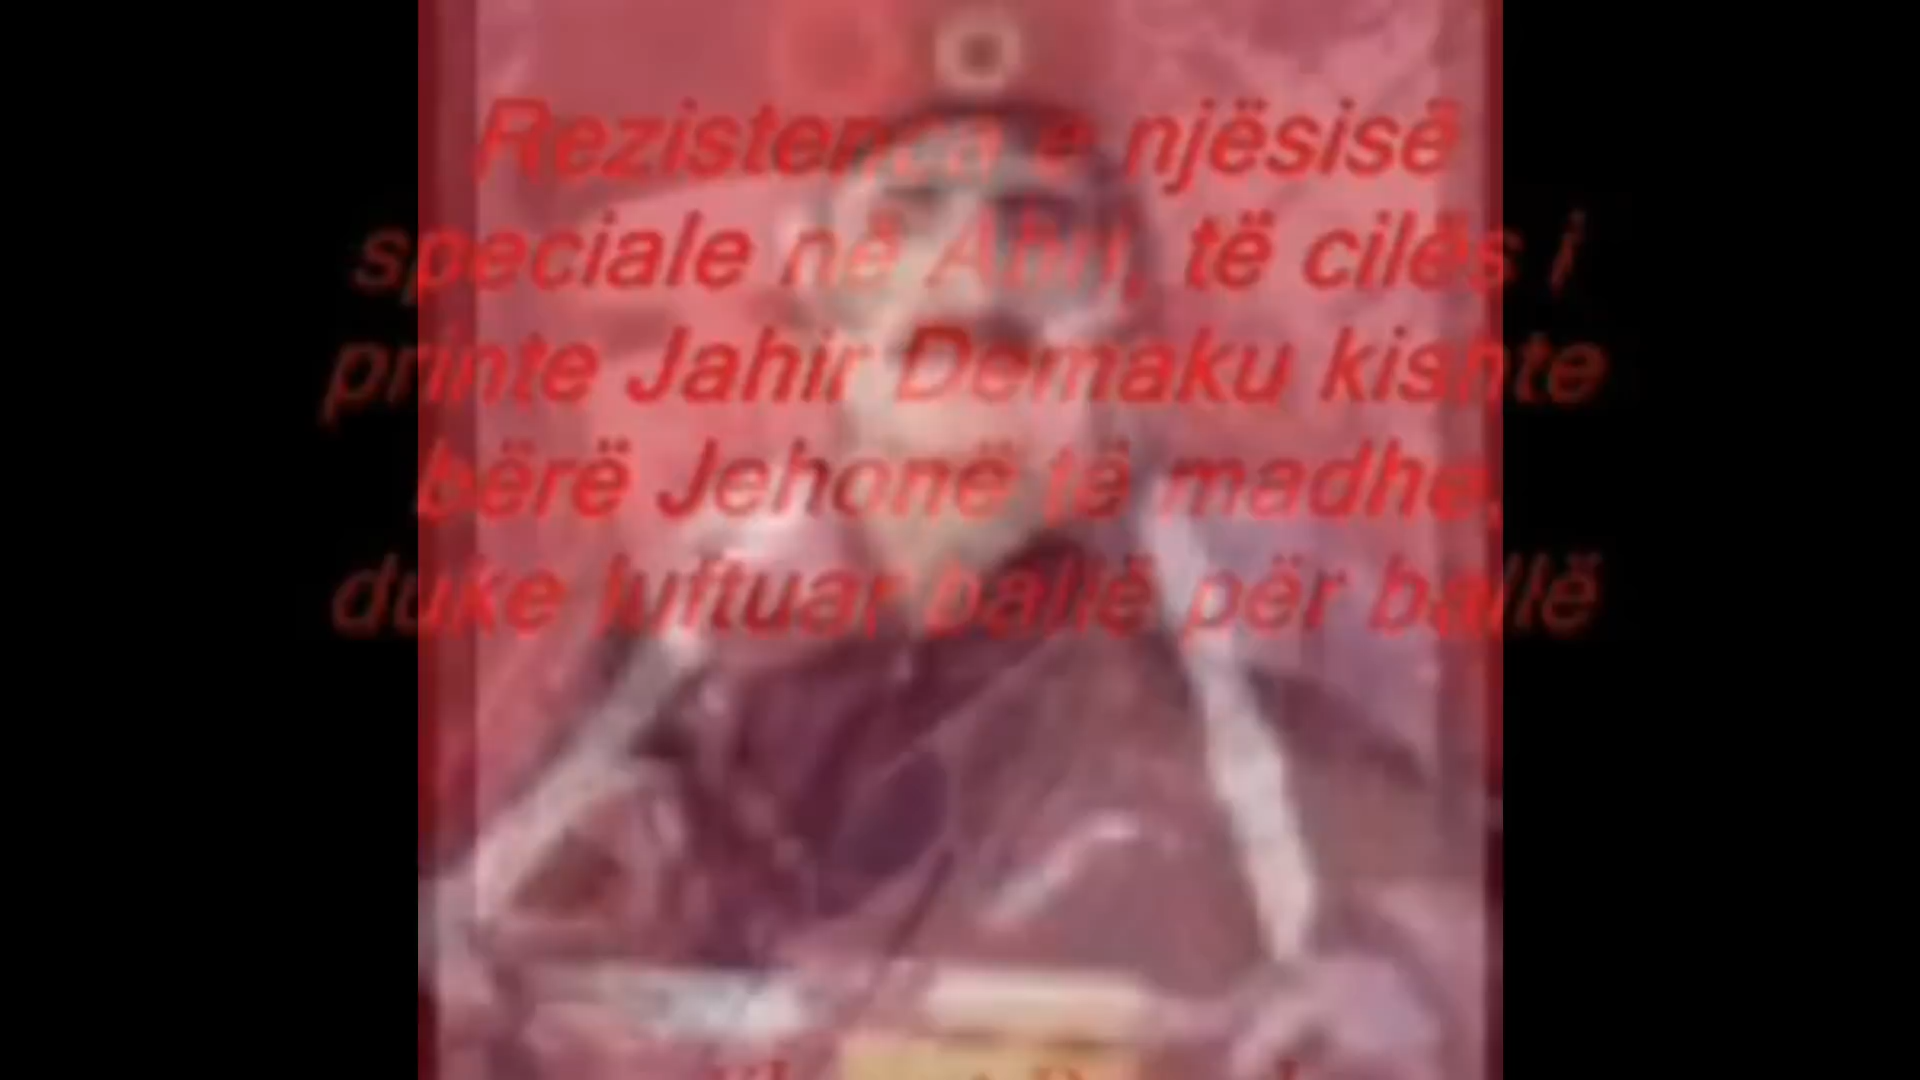 Rezistenca e njësisë
speciale në Abri, të cilës i
printe Jahir Demaku kishte
bërë Jehonë të madhe,
duke luftuar ballë për ballë